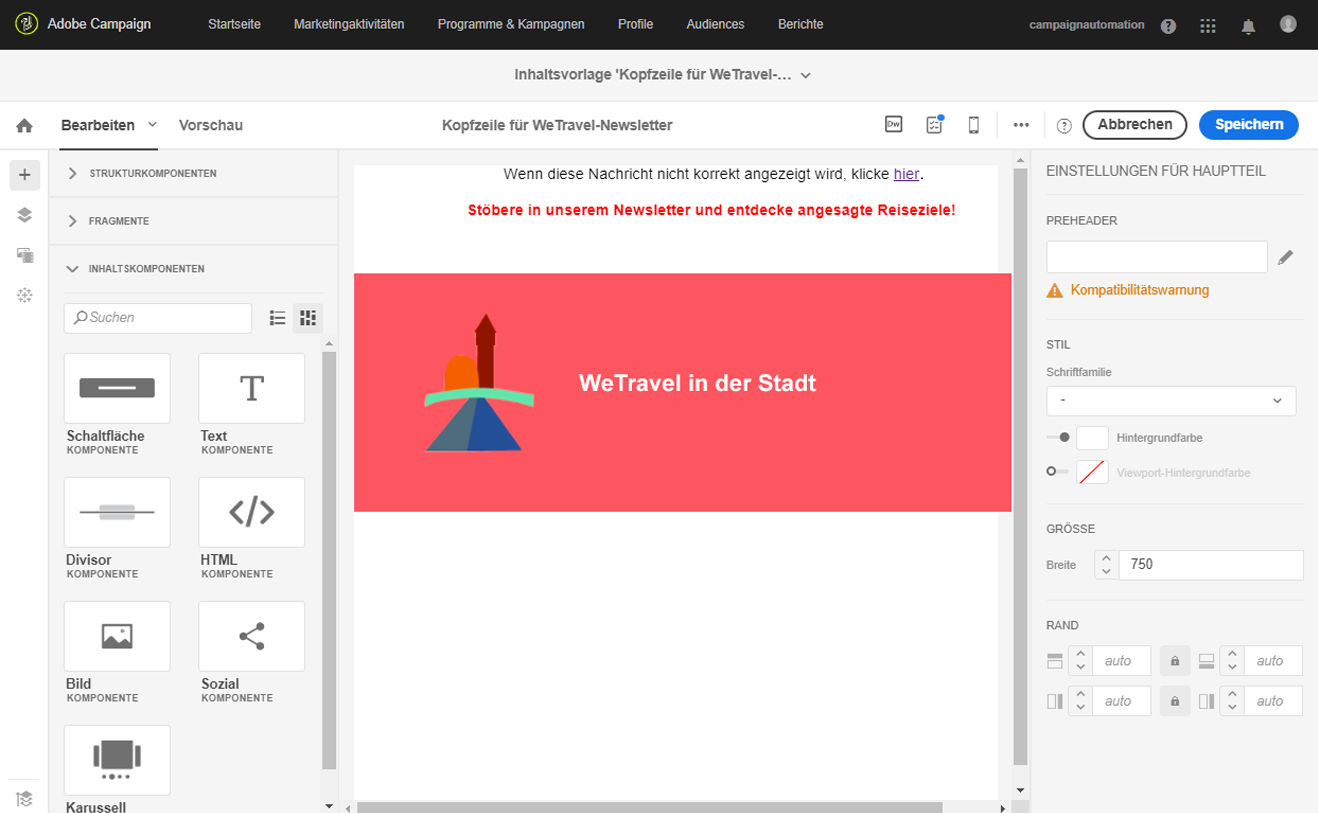 Adobe Campaign
Startseite
Marketingaktivitäten
Programme & Kampagnen
Profile
Audiences
Berichte
campaignautomation
Inhaltsvorlage 'Kopfzeile für WeTravel-...
Bearbeiten
Vorschau
Kopfzeile für WeTravel-Newsletter
Dw
Abbrechen
Speichern
STRUKTURKOMPONENTEN
FRAGMENTE
INHALTSKOMPONENTEN
Suchen
Schaltfläche
KOMPONENTE
Text
KOMPONENTE
Divisor
KOMPONENTE
HTML
KOMPONENTE
Bild
KOMPONENTE
Sozial
KOMPONENTE
Karussell
Wenn diese Nachricht nicht korrekt angezeigt wird, klicke hier.
Stöbere in unserem Newsletter und entdecke angesagte Reiseziele!
WeTravel in der Stadt
EINSTELLUNGEN FÜR HAUPTTEIL
PREHEADER
Kompatibilitätswarnung
STIL
Schriftfamilie
-
Hintergrundfarbe
Viewport-Hintergrundfarbe
GRÖSSE
Breite
750
RAND
auto
auto
auto
auto